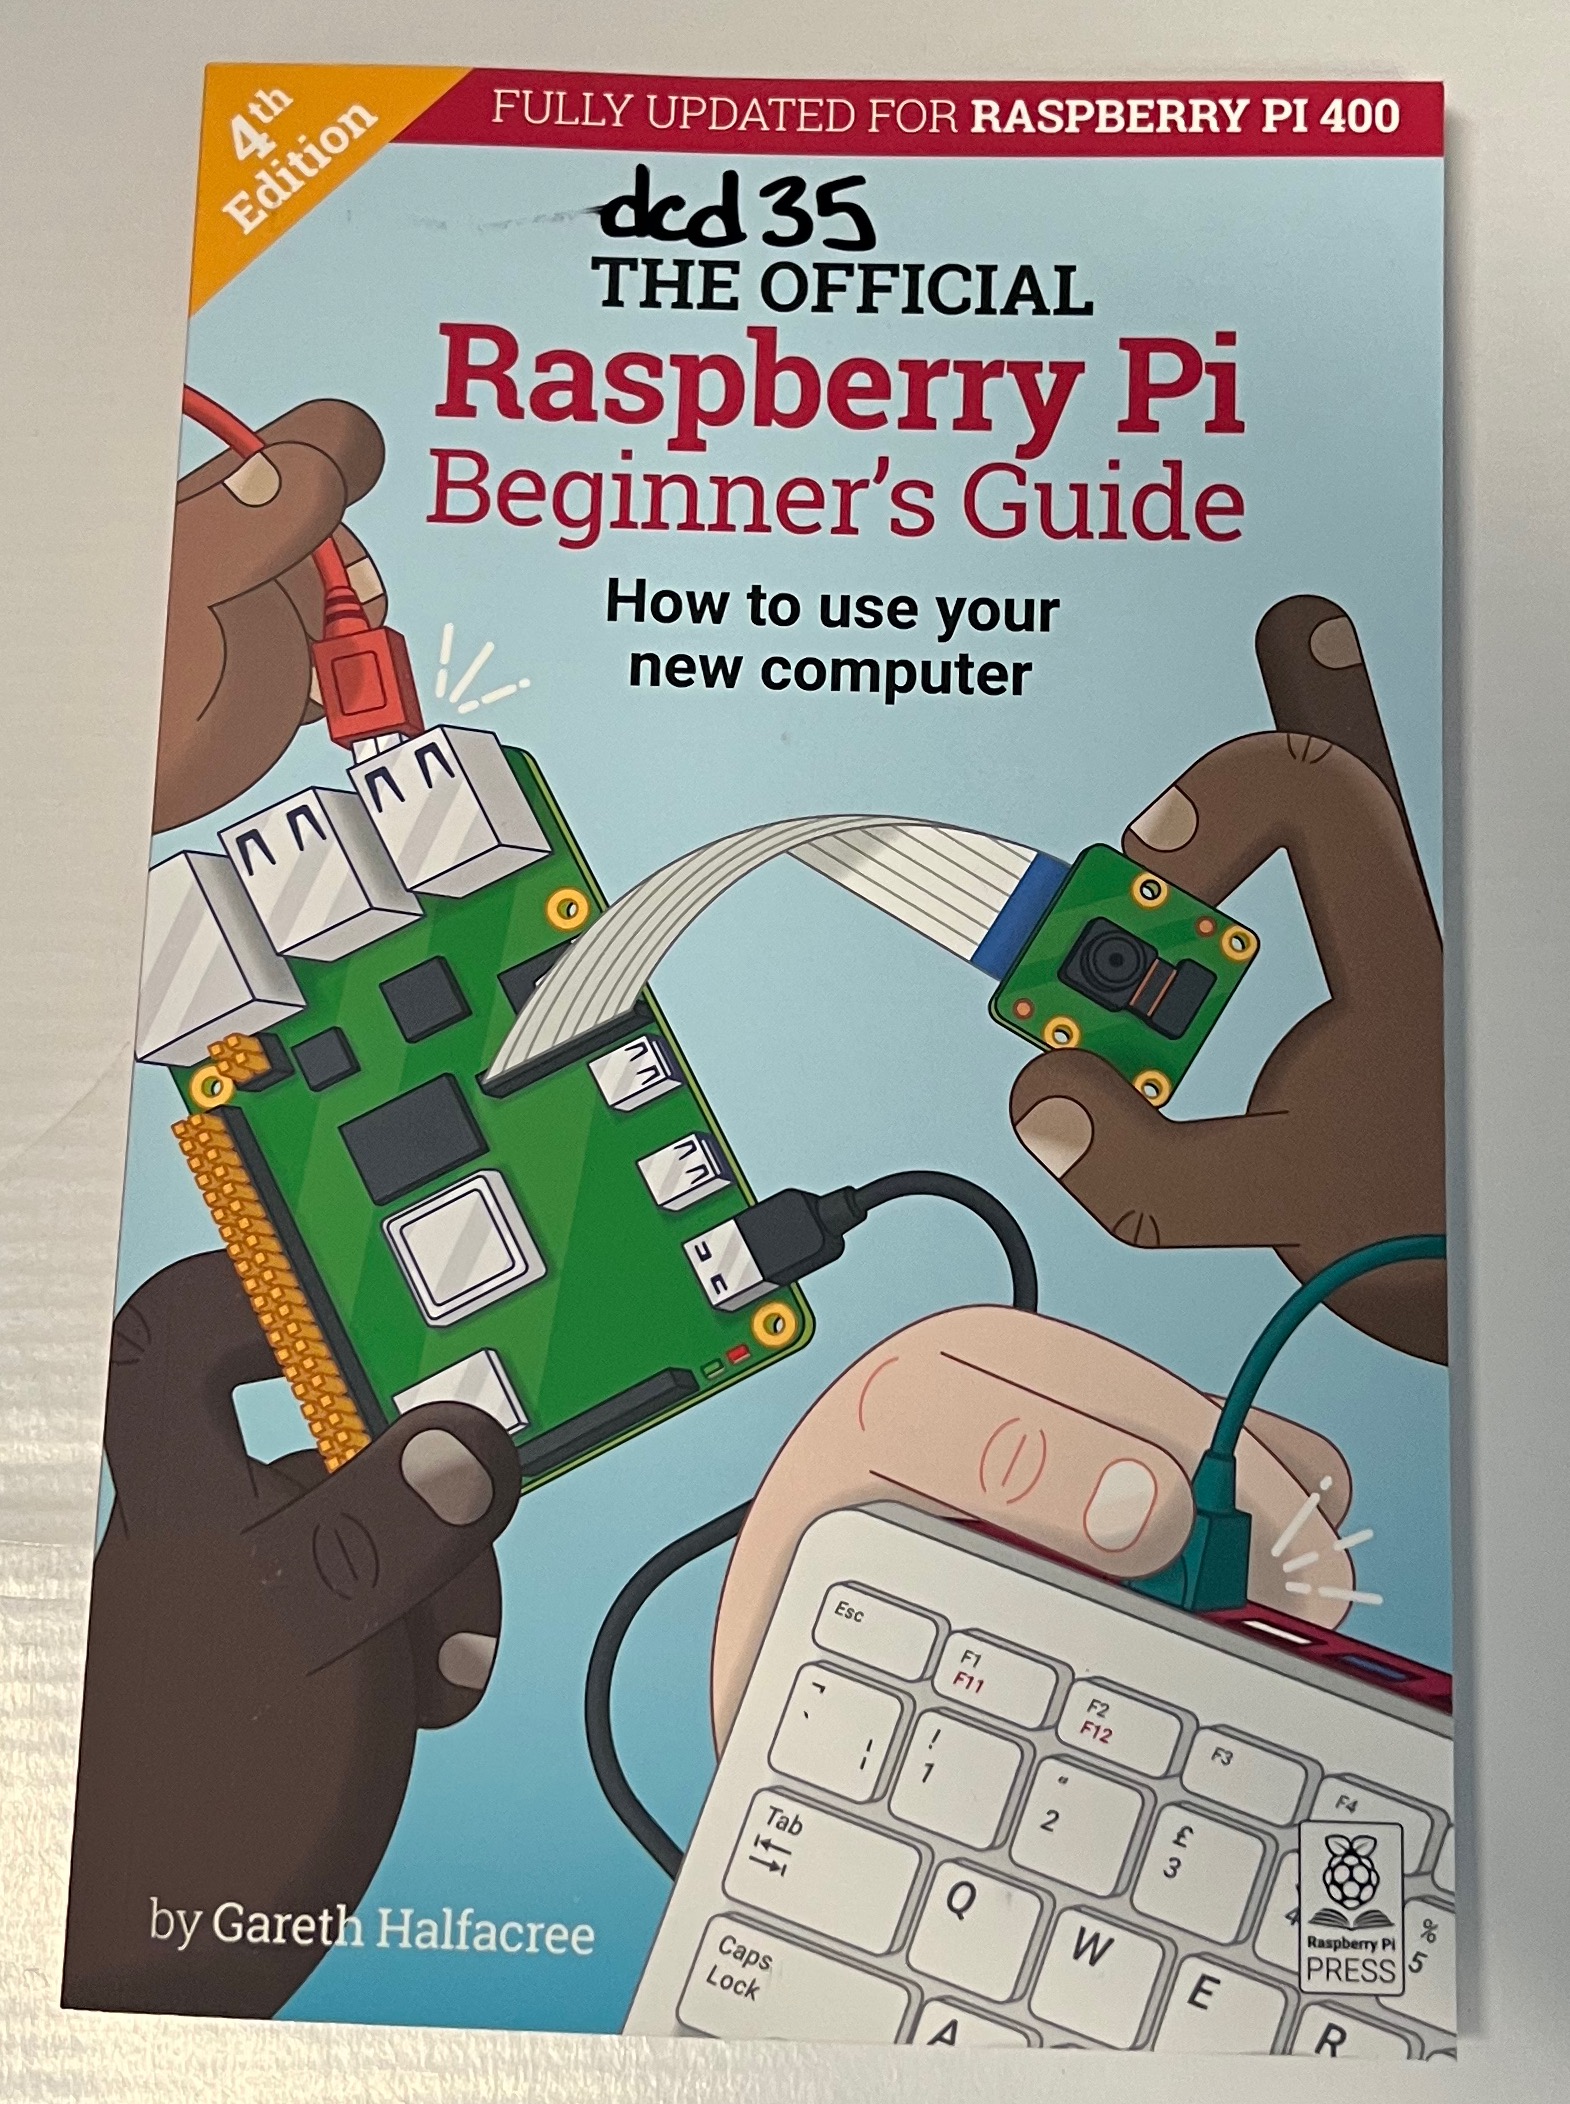 4th
Edition
FULLY UPDATED FOR RASPBERRY PI 400
dcd35
THE OFFICIAL
Raspberry Pi
Beginner's Guide
How to use your
new computer
Esc
F1
F11
F2
F12
F3
F4
¬
`
¦
!
1
"
2
£
3
4
%
5
Tab
Q
W
E
R
Caps
Lock
A
by Gareth Halfacree
Raspberry Pi
PRESS